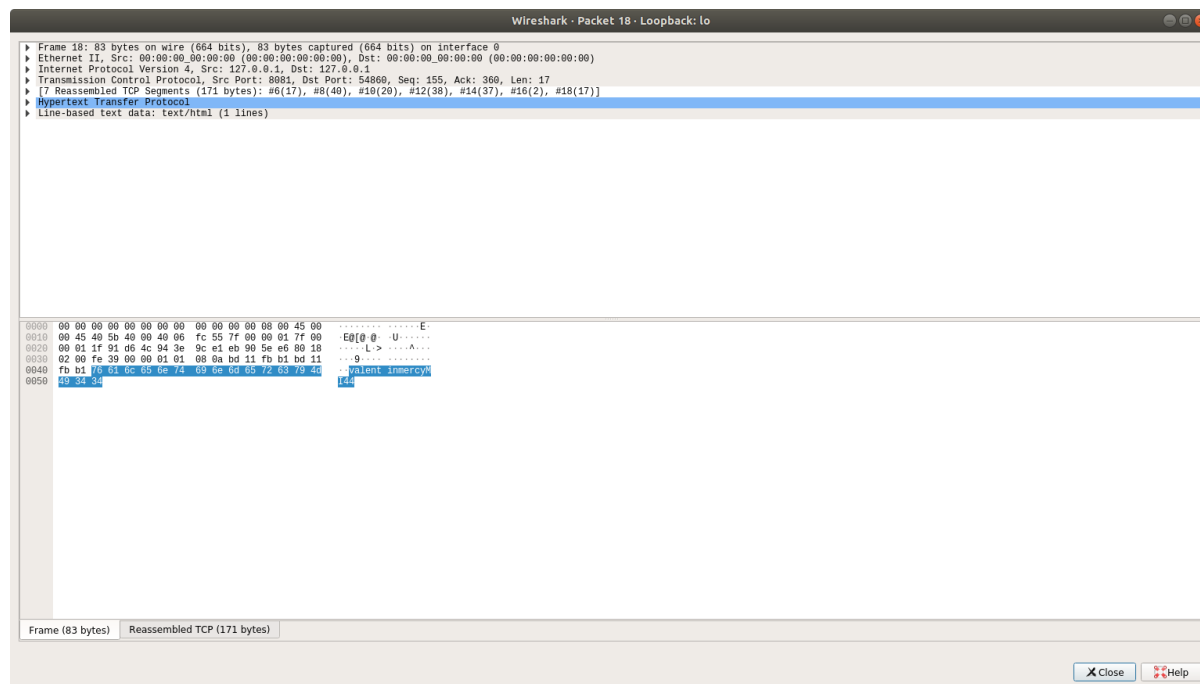 Wireshark · Packet 18 · Loopback: lo
Frame 18: 83 bytes on wire (664 bits), 83 bytes captured (664 bits) on interface 0
Ethernet II, Src: 00:00:00_00:00:00 (00:00:00:00:00:00), Dst: 00:00:00_00:00:00 (00:00:00:00:00:00)
Internet Protocol Version 4, Src: 127.0.0.1, Dst: 127.0.0.1
Transmission Control Protocol, Src Port: 8081, Dst Port: 54860, Seq: 155, Ack: 360, Len: 17
[7 Reassembled TCP Segments (171 bytes): #6(17), #8(40), #10(20), #12(38), #14(37), #16(2), #18(17)]
Hypertext Transfer Protocol
Line-based text data: text/html (1 lines)
0000 00 00 00 00 00 00 00 00 00 00 00 00 08 00 45 00 ········ ······E·
0010 00 45 40 5b 40 00 40 06 fc 55 7f 00 00 01 7f 00 ·E@[@·@· ·U······
0020 00 01 1f 91 d6 4c 94 3e 9c e1 eb 90 5e e6 80 18 ·····L·> ····^···
0030 02 00 fe 39 00 00 01 01 08 0a bd 11 fb b1 bd 11 ···9···· ········
0040 fb b1 76 61 6c 65 6e 74 69 6e 6d 65 72 63 79 4d ··valent inmercyM
0050 49 34 34 I44
Frame (83 bytes) Reassembled TCP (171 bytes)
Close Help